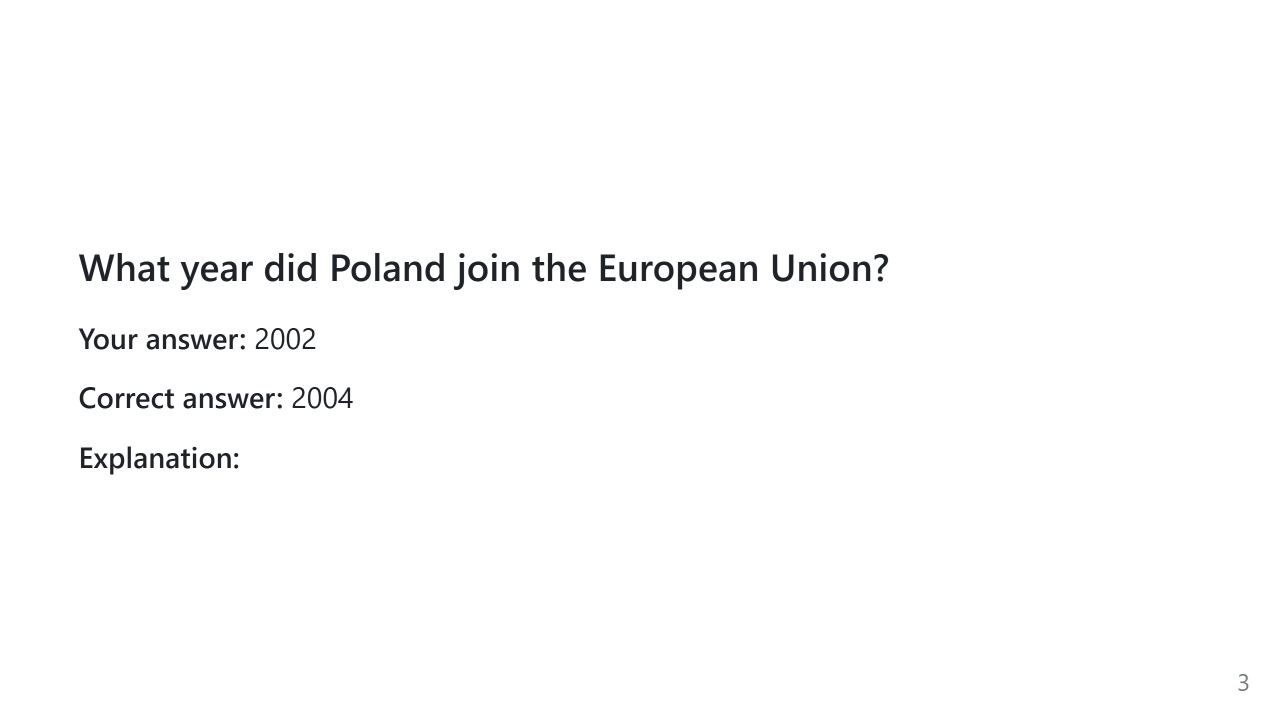 What year did Poland join the European Union?
Your answer: 2002
Correct answer: 2004
Explanation:
3